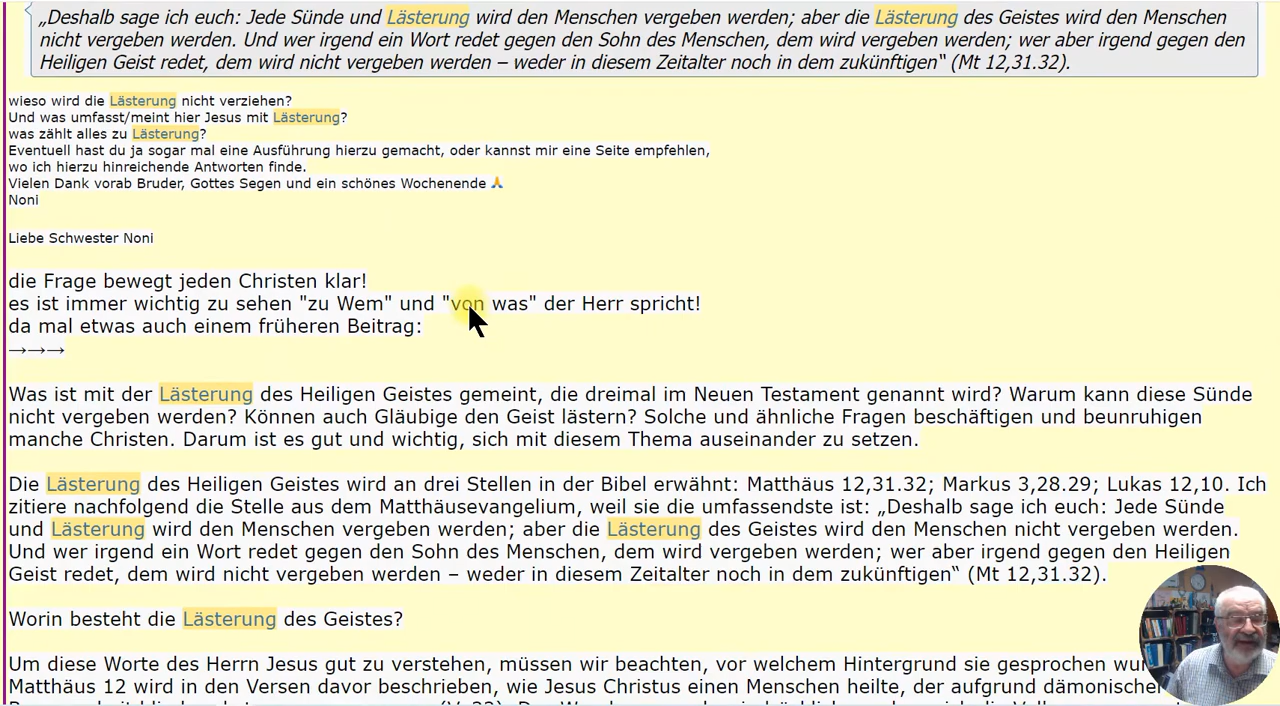 „Deshalb sage ich euch: Jede Sünde und Lästerung wird den Menschen vergeben werden; aber die Lästerung des Geistes wird den Menschen
nicht vergeben werden. Und wer irgend ein Wort redet gegen den Sohn des Menschen, dem wird vergeben werden; wer aber irgend gegen den
Heiligen Geist redet, dem wird nicht vergeben werden – weder in diesem Zeitalter noch in dem zukünftigen“ (Mt 12,31.32).
wieso wird die Lästerung nicht verziehen?
Und was umfasst/meint hier Jesus mit Lästerung?
was zählt alles zu Lästerung?
Eventuell hast du ja sogar mal eine Ausführung hierzu gemacht, oder kannst mir eine Seite empfehlen,
wo ich hierzu hinreichende Antworten finde.
Vielen Dank vorab Bruder, Gottes Segen und ein schönes Wochenende 🙏
Noni
Liebe Schwester Noni
die Frage bewegt jeden Christen klar!
es ist immer wichtig zu sehen "zu Wem" und "von was" der Herr spricht!
da mal etwas auch einem früheren Beitrag:
→→→
Was ist mit der Lästerung des Heiligen Geistes gemeint, die dreimal im Neuen Testament genannt wird? Warum kann diese Sünde
nicht vergeben werden? Können auch Gläubige den Geist lästern? Solche und ähnliche Fragen beschäftigen und beunruhigen
manche Christen. Darum ist es gut und wichtig, sich mit diesem Thema auseinander zu setzen.
Die Lästerung des Heiligen Geistes wird an drei Stellen in der Bibel erwähnt: Matthäus 12,31.32; Markus 3,28.29; Lukas 12,10. Ich
zitiere nachfolgend die Stelle aus dem Matthäusevangelium, weil sie die umfassendste ist: „Deshalb sage ich euch: Jede Sünde
und Lästerung wird den Menschen vergeben werden; aber die Lästerung des Geistes wird den Menschen nicht vergeben werden.
Und wer irgend ein Wort redet gegen den Sohn des Menschen, dem wird vergeben werden; wer aber irgend gegen den Heiligen
Geist redet, dem wird nicht vergeben werden – weder in diesem Zeitalter noch in dem zukünftigen“ (Mt 12,31.32).
Worin besteht die Lästerung des Geistes?
Um diese Worte des Herrn Jesus gut zu verstehen, müssen wir beachten, vor welchem Hintergrund sie gesprochen
Matthäus 12 wird in den Versen davor beschrieben, wie Jesus Christus einen Menschen heilte, der aufgrund dämonischer